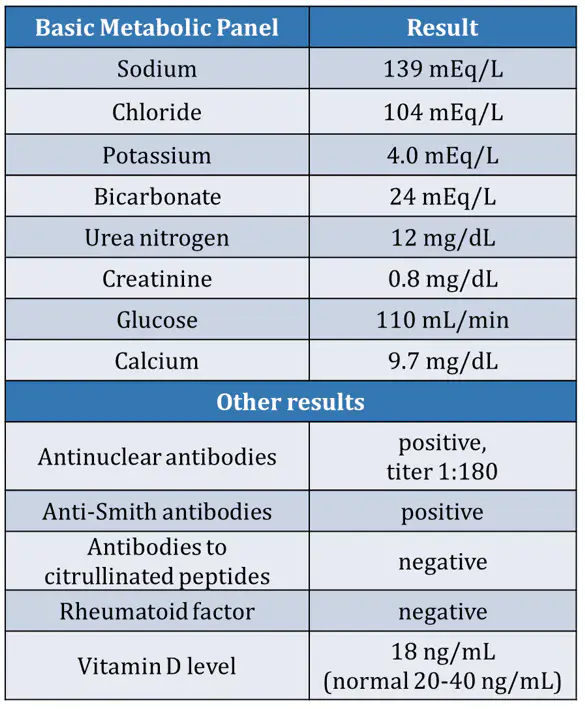 Basic Metabolic Panel Result
Sodium 139 mEq/L
Chloride 104 mEq/L
Potassium 4.0 mEq/L
Bicarbonate 24 mEq/L
Urea nitrogen 12 mg/dL
Creatinine 0.8 mg/dL
Glucose 110 mL/min
Calcium 9.7 mg/dL
Other results
Antinuclear antibodies positive,
titer 1:180
Anti-Smith antibodies positive
Antibodies to
citrullinated peptides negative
Rheumatoid factor negative
Vitamin D level 18 ng/mL
(normal 20-40 ng/mL)